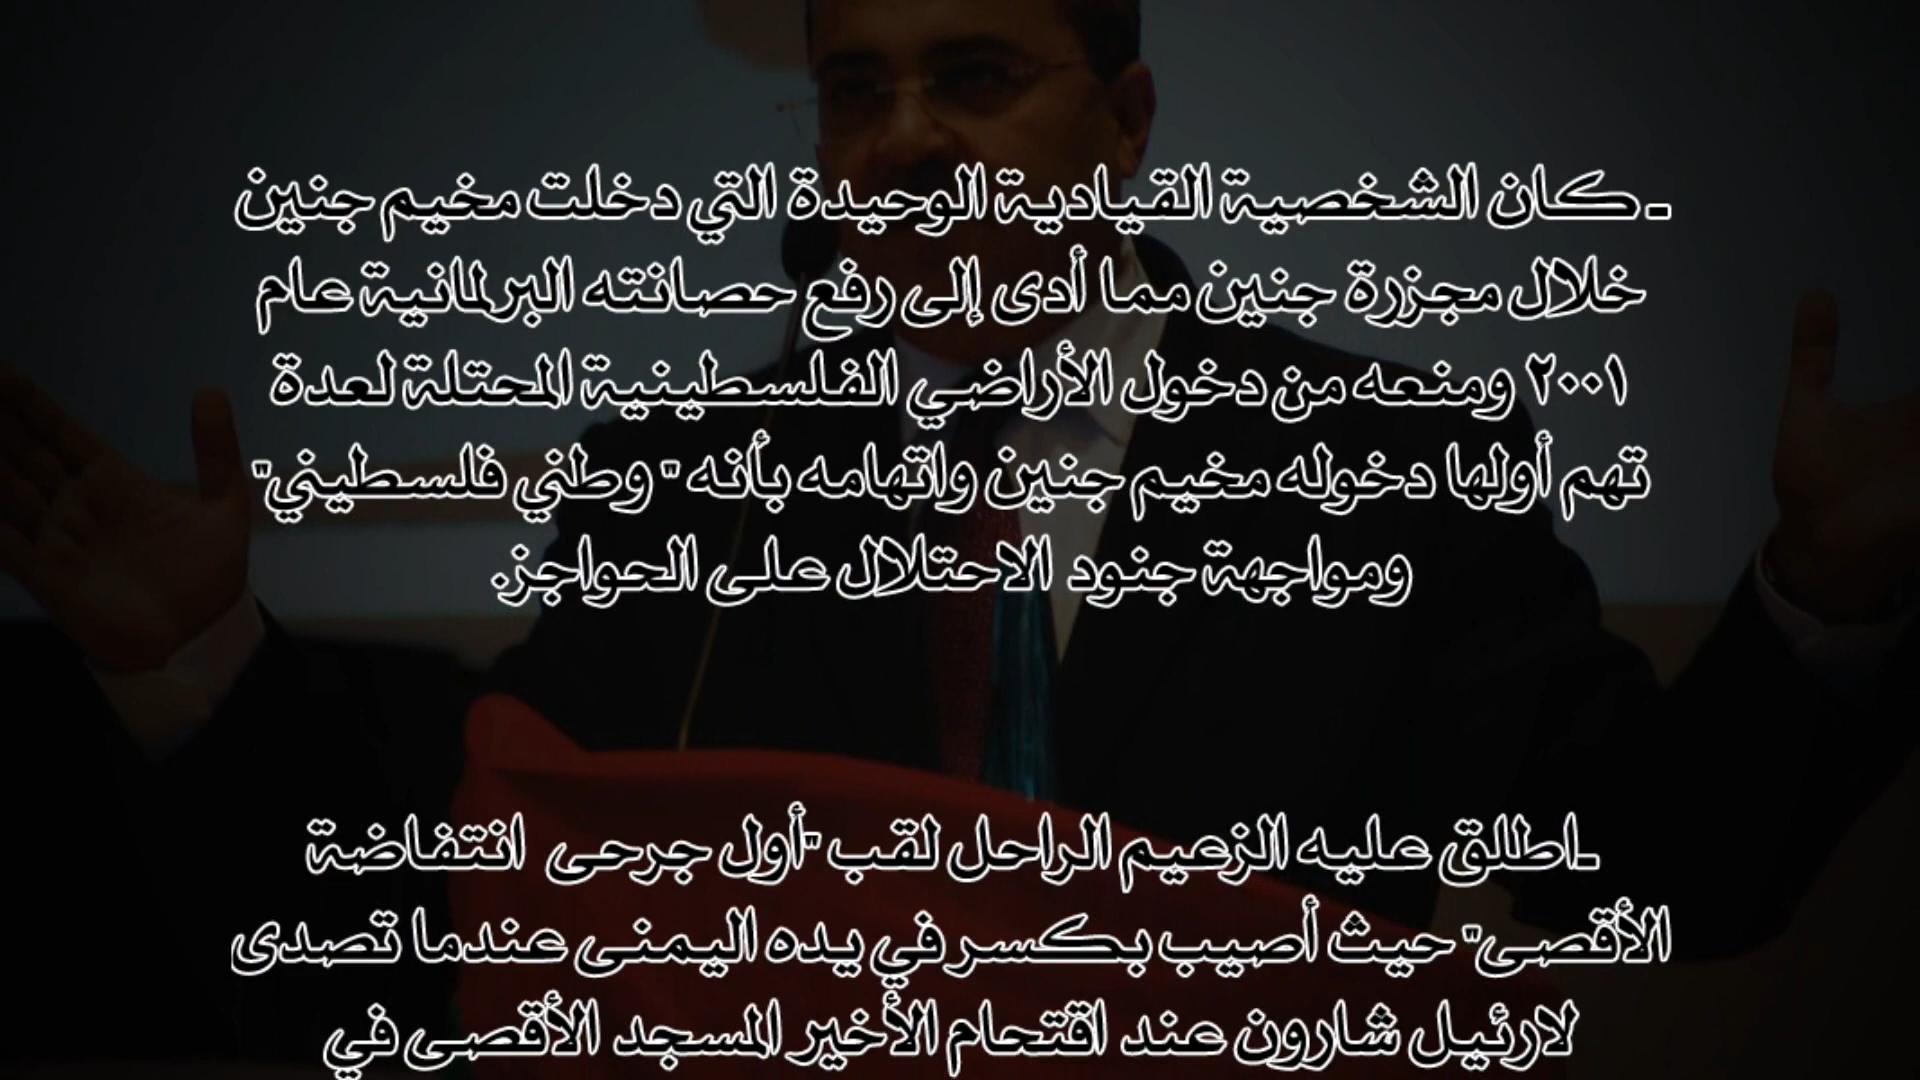 - كان الشخصية القيادية الوحيدة التي دخلت مخيم جنين
خلال مجزرة جنين مما أدى إلى رفع حصانته البرلمانية عام
٢٠٠١ ومنعه من دخول الأراضي الفلسطينية المحتلة لعدة
تهم أولها دخوله مخيم جنين واتهامه بأنه " وطني فلسطيني"
ومواجهة جنود الاحتلال على الحواجز.
-اطلق عليه الزعيم الراحل لقب "أول جرحى انتفاضة
الأقصى" حيث أصيب بكسر في يده اليمنى عندما تصدى
لارئيل شارون عند اقتحام الأخير المسجد الأقصى في